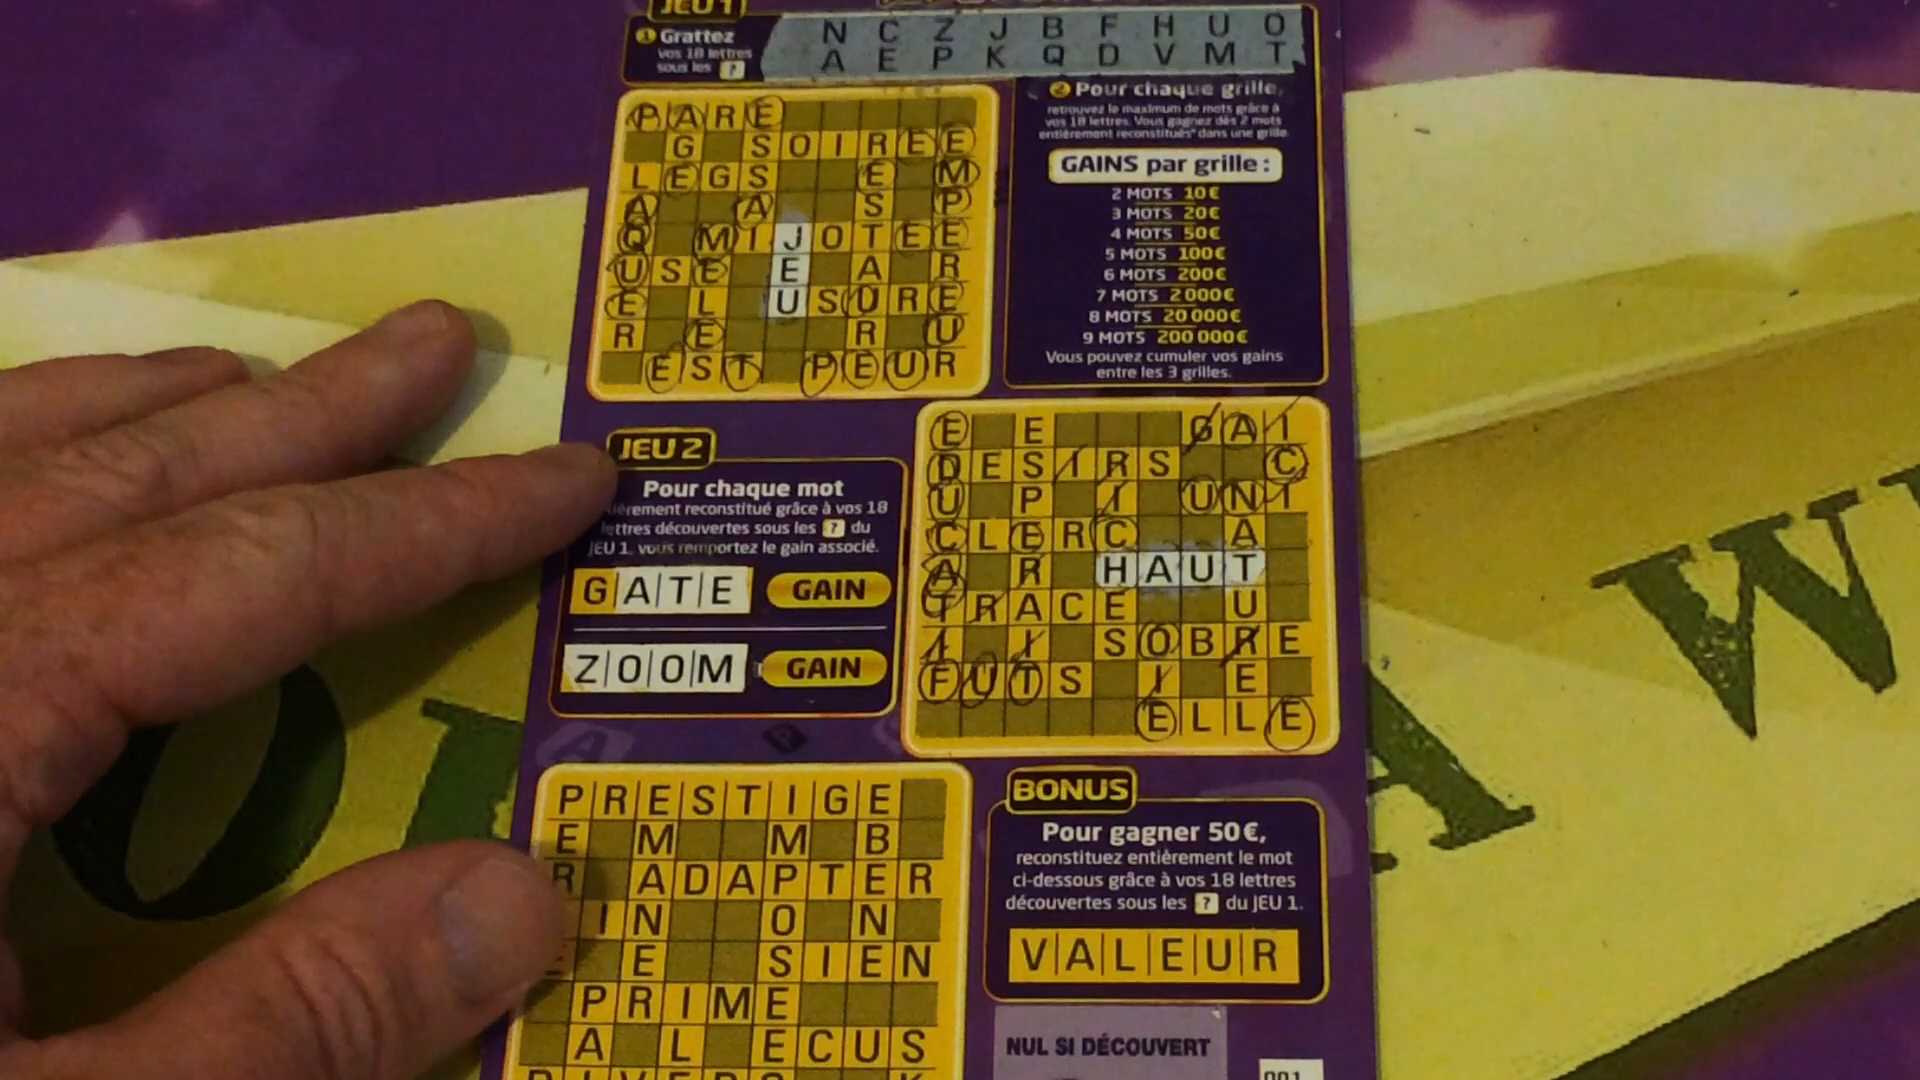 JEU 1
1 Grattez
vos 18 lettres
sous les ?
N C Z J B F H U O
A E P K Q D V M T
2 Pour chaque grille,
retrouvez le maximum de mots grâce à
vos 18 lettres. Vous gagnez dès 2 mots
entièrement reconstitués* dans une grille
GAINS par grille :
2 MOTS 10€
3 MOTS 20€
4 MOTS 50€
5 MOTS 100€
6 MOTS 200€
7 MOTS 2 000€
8 MOTS 20 000€
9 MOTS 200 000€
Vous pouvez cumuler vos gains
entre les 3 grilles.
PARE
G SOIREE
LEGS E M
A A S P
Q MIJOTEE
USE E A R
E L USURE
R E R U
EST PEUR
JEU 2
Pour chaque mot
lettres découvertes sous les ? du
JEU 1, vous remportez le gain associé.
GATE GAIN
ZOOM GAIN
E E GAI
DESIRS C
U P I UNI
CLERC A
A R HAUT
TRACE U
I I SOBRE
FUTS I E
ELLE
PRESTIGE
E M M B
R ADAPTER
IN O N
E SIEN
PRIME
A L ECUS
BONUS
Pour gagner 50€,
reconstituez entièrement le mot
ci-dessous grâce à vos 18 lettres
découvertes sous les ? du JEU 1.
VALEUR
NUL SI DÉCOUVERT
001